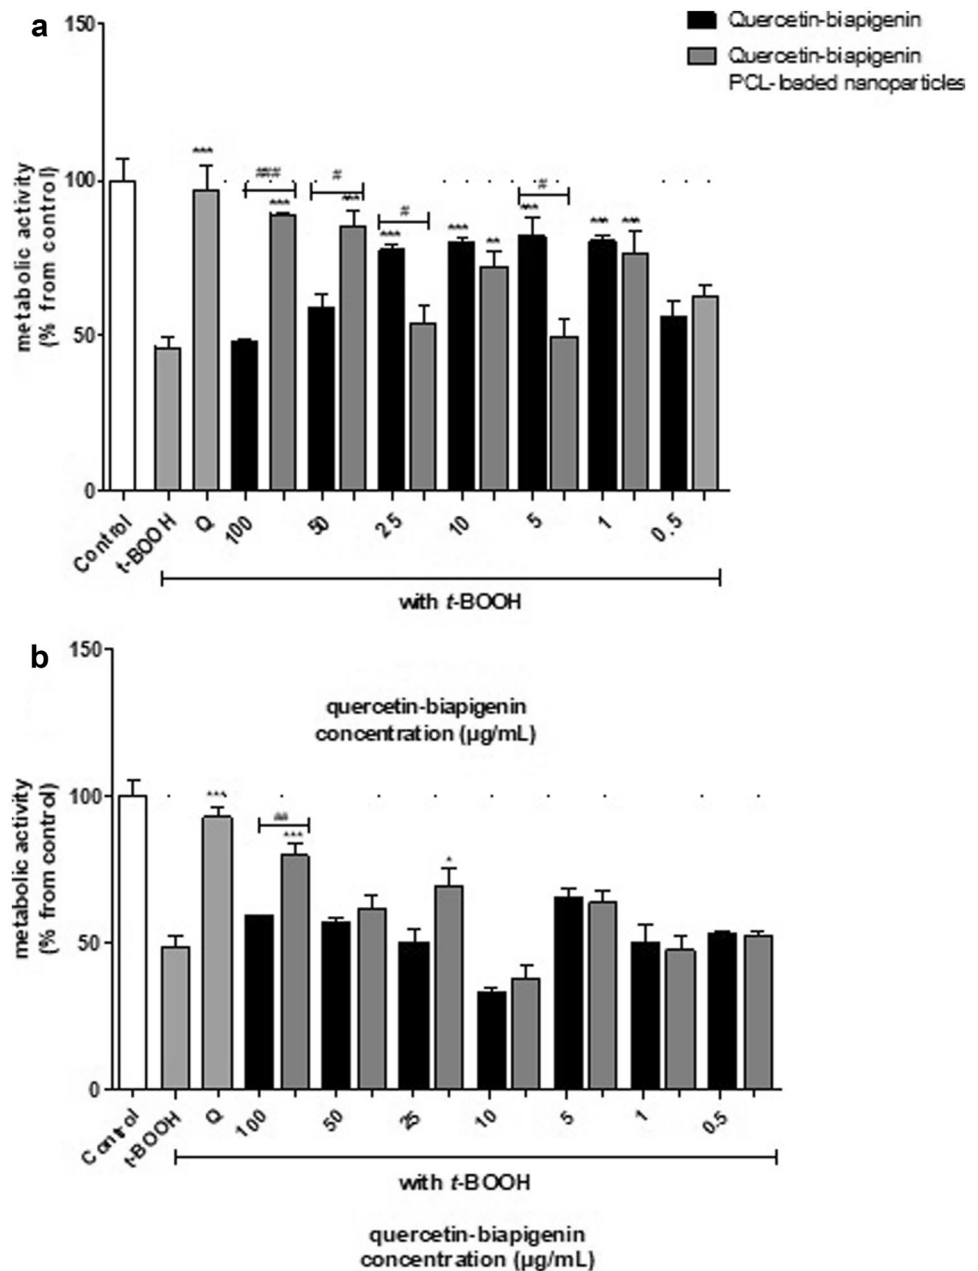 a
150
Quercetin-biapigenin
Quercetin-biapigenin
PCL-loaded nanoparticles
metabolic activity
(% from control)
100
50
0
***
###
***
#
***
#
***
***
**
#
***
***
***
Control
t-BOOH
Q
100
50
25
10
5
1
0.5
with t-BOOH
quercetin-biapigenin
concentration (µg/mL)
b
150
metabolic activity
(% from control)
100
50
0
***
##
***
*
Control
t-BOOH
Q
100
50
25
10
5
1
0.5
with t-BOOH
quercetin-biapigenin
concentration (µg/mL)